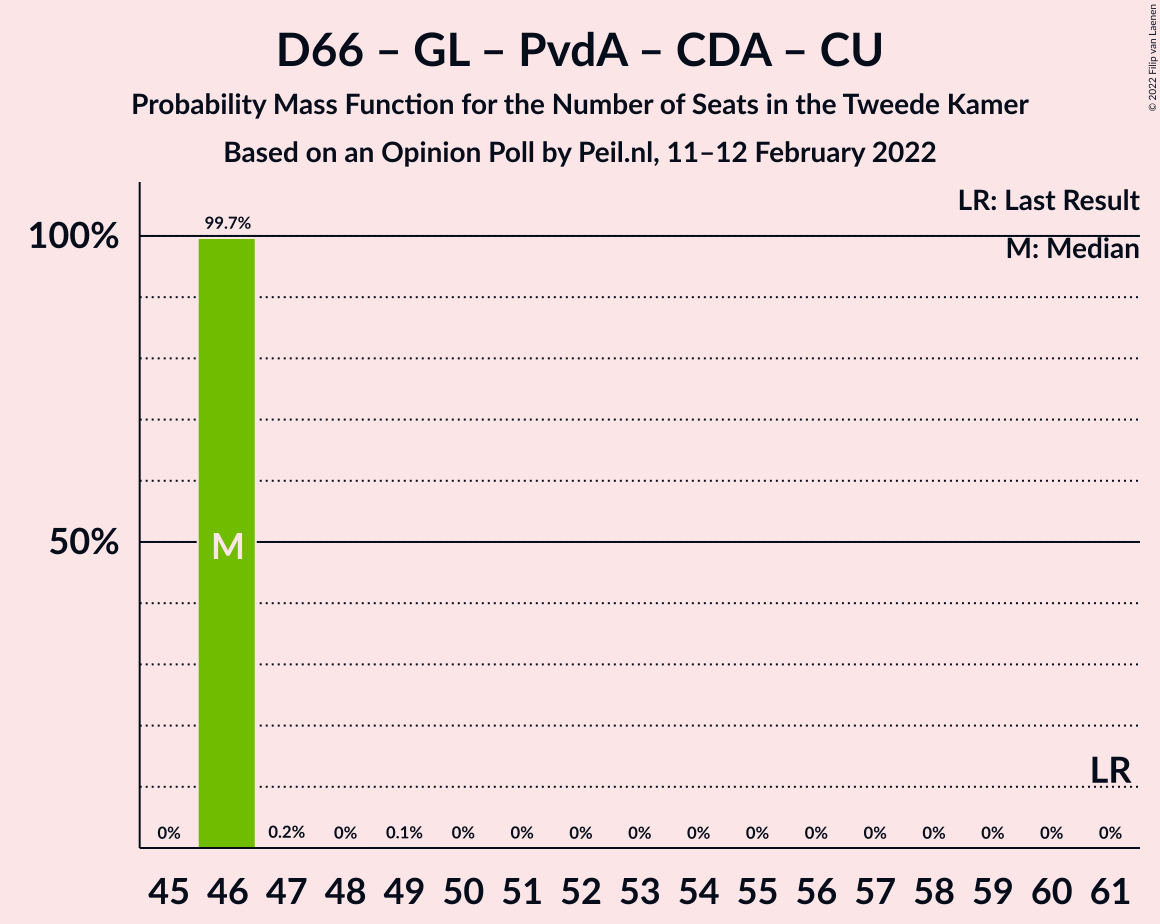 D66 – GL – PvdA – CDA – CU
Probability Mass Function for the Number of Seats in the Tweede Kamer
Based on an Opinion Poll by Peil.nl, 11–12 February 2022
© 2022 Filip van Laenen
LR: Last Result
M: Median
99.7%
100%
50%
M
LR
0% 0.2% 0% 0.1% 0% 0% 0% 0% 0% 0% 0% 0% 0% 0% 0% 0%
45 46 47 48 49 50 51 52 53 54 55 56 57 58 59 60 61